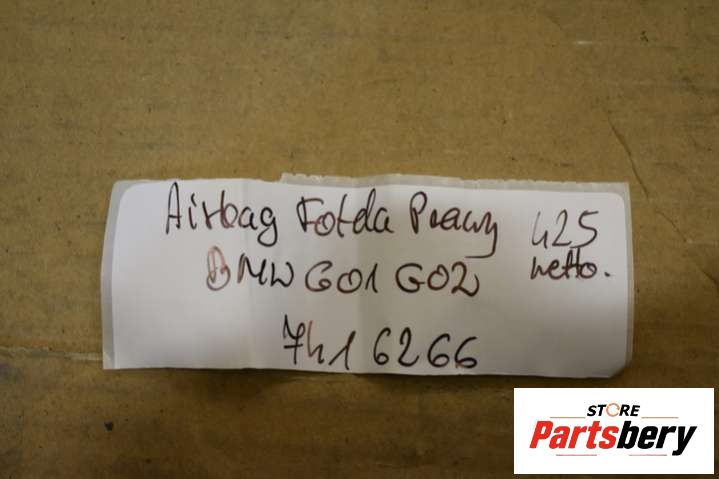 Airbag Fotela Prawy 425
netto.
BMW G01 G02
7416266
STORE
Partsbery